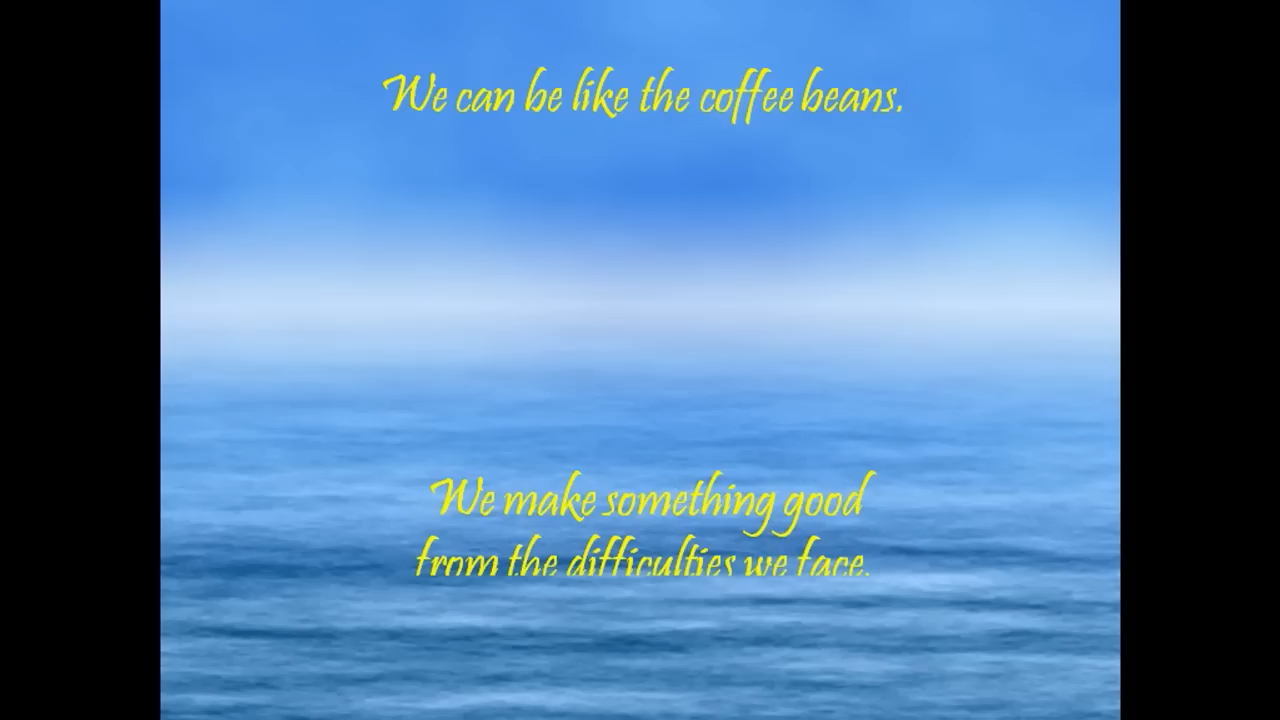 We can be like the coffee beans.
We make something good
from the difficulties we face.